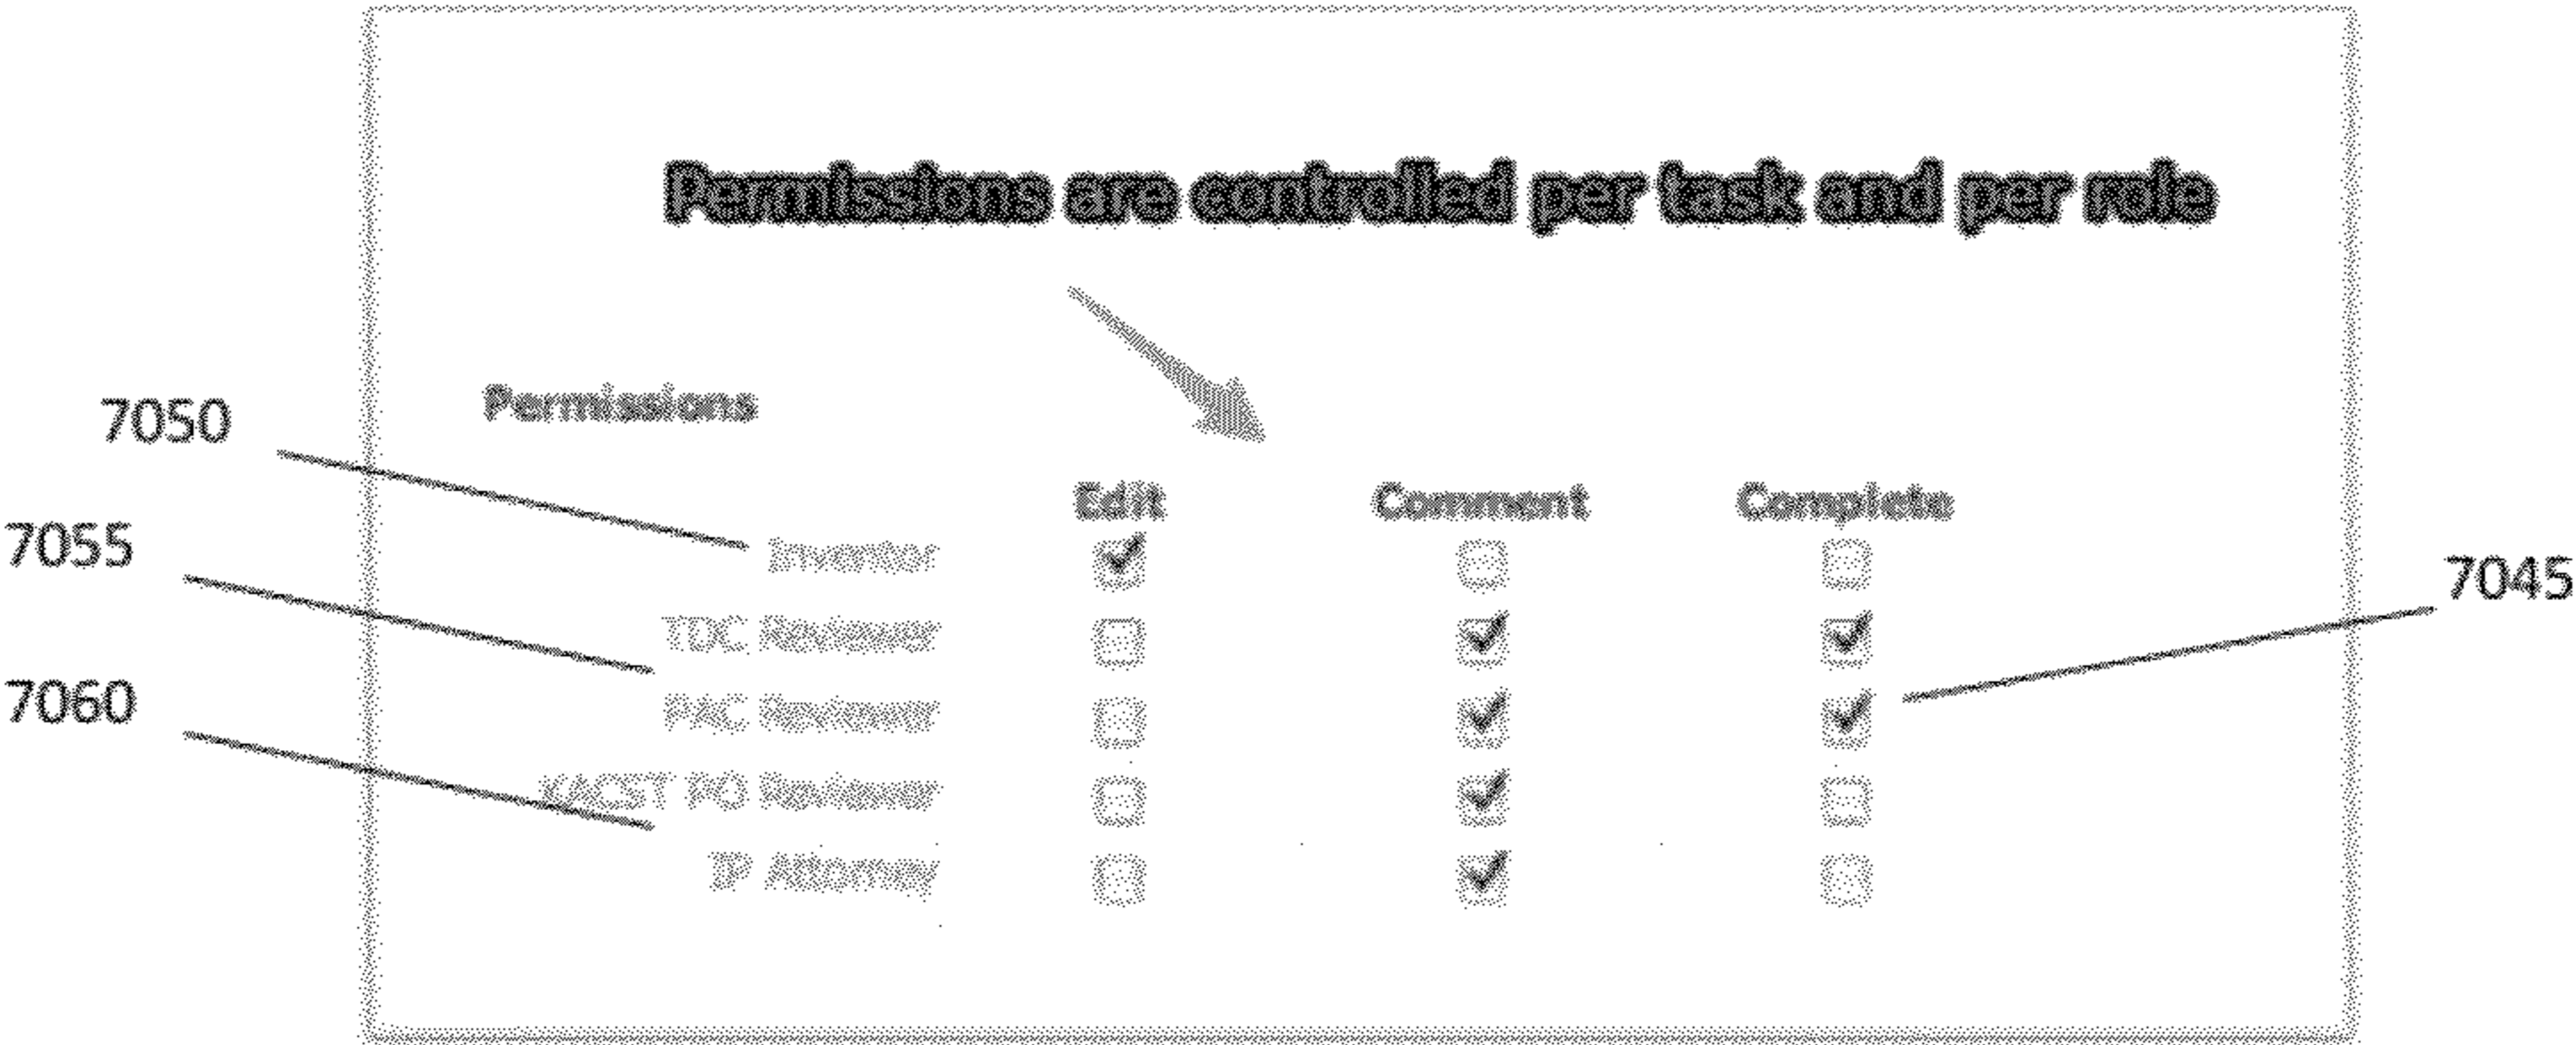 Permissions are controlled per task and per role
7050
Permissions
Edit Comment Complete
7055
Inventor
7045
TDC Reviewer
7060
PAC Reviewer
KACST PO Reviewer
IP Attorney